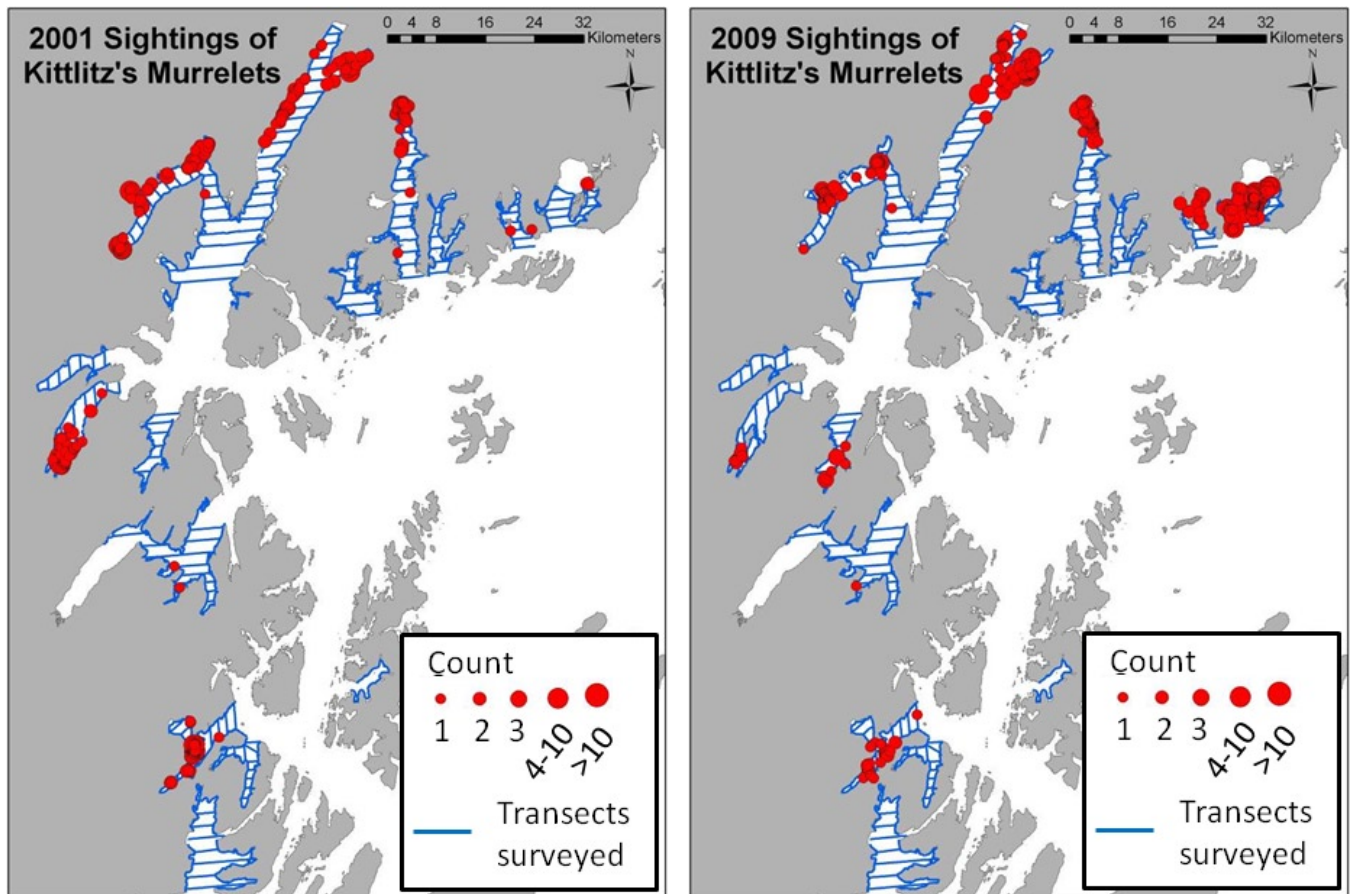 2001 Sightings of
Kittlitz's Murrelets
0 4 8 16 24 32
Kilometers
N
Count
1 2 3 4-10 >10
Transects
surveyed
2009 Sightings of
Kittlitz's Murrelets
0 4 8 16 24 32
Kilometers
N
Count
1 2 3 4-10 >10
Transects
surveyed